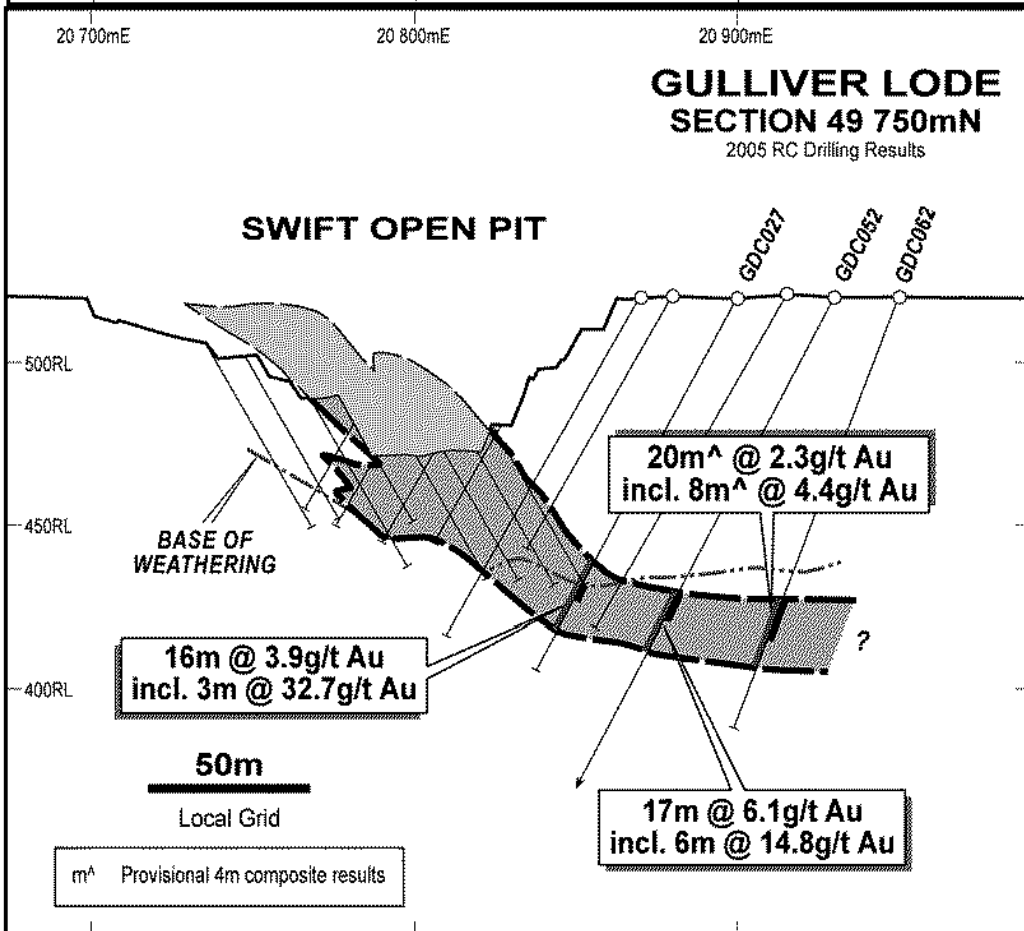 20 700mE
20 800mE
20 900mE
GULLIVER LODE
SECTION 49 750mN
2005 RC Drilling Results
SWIFT OPEN PIT
GDC027
GDC052
GDC062
500RL
20m^ @ 2.3g/t Au
incl. 8m^ @ 4.4g/t Au
450RL
BASE OF
WEATHERING
?
16m @ 3.9g/t Au
incl. 3m @ 32.7g/t Au
400RL
50m
Local Grid
17m @ 6.1g/t Au
incl. 6m @ 14.8g/t Au
m^ Provisional 4m composite results